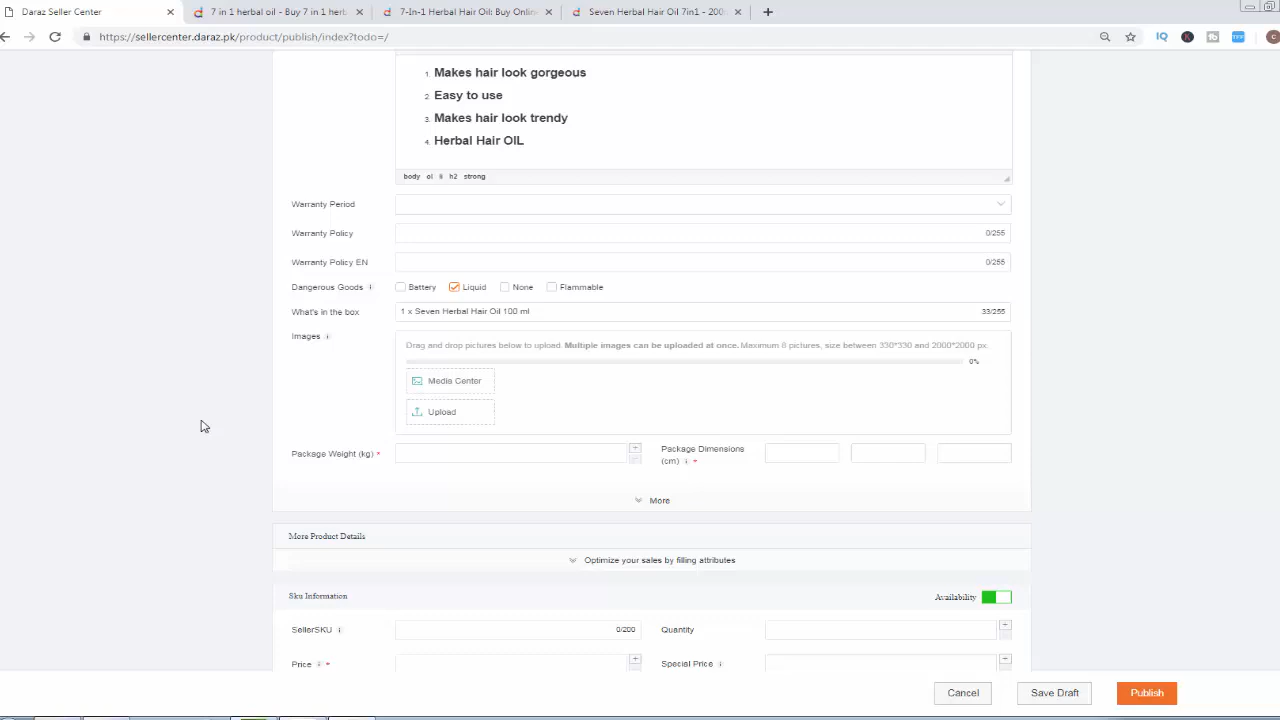 Daraz Seller Center
7 in 1 herbal oil - Buy 7 in 1 herb
7-In-1 Herbal Hair Oil: Buy Onlin
Seven Herbal Hair Oil 7in1 - 200
https://sellercenter.daraz.pk/product/publish/index?todo=/
1. Makes hair look gorgeous
2. Easy to use
3. Makes hair look trendy
4. Herbal Hair OIL
body ol li h2 strong
Warranty Period
Warranty Policy 0/255
Warranty Policy EN 0/255
Dangerous Goods Battery Liquid None Flammable
What's in the box 1 x Seven Herbal Hair Oil 100 ml 33/255
Images
Drag and drop pictures below to upload. Multiple images can be uploaded at once. Maximum 8 pictures, size between 330*330 and 2000*2000 px.
0%
Media Center
Upload
Package Weight (kg) * Package Dimensions
(cm) *
More
More Product Details
Optimize your sales by filling attributes
Sku Information Availability
SellerSKU 0/200 Quantity
Price * Special Price
Cancel Save Draft Publish